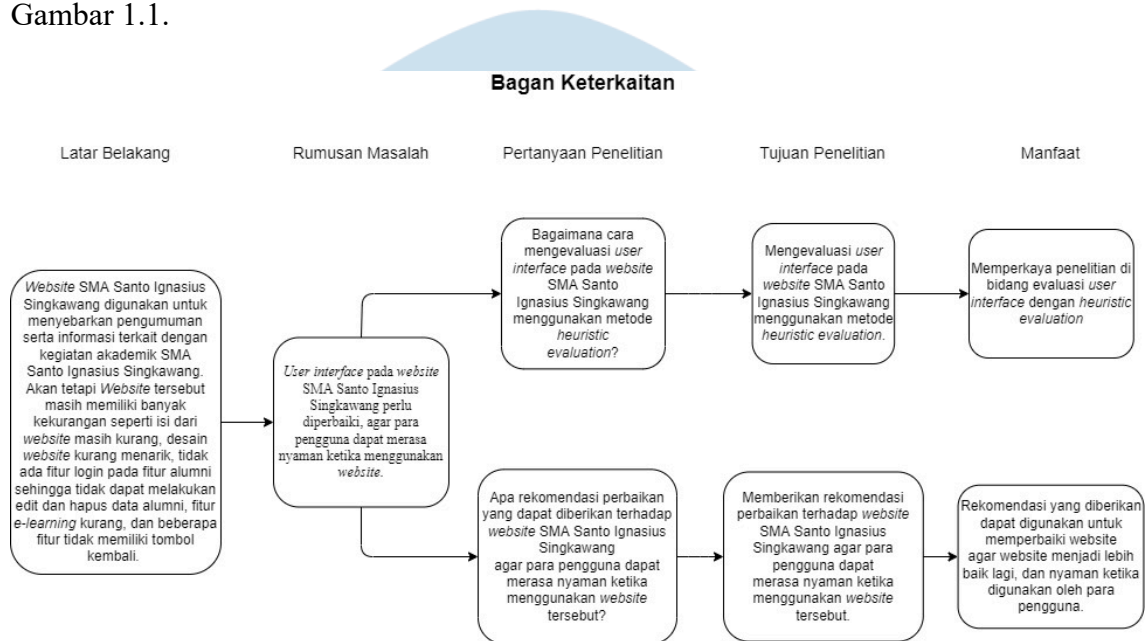 Gambar 1.1.
Bagan Keterkaitan
Latar Belakang
Rumusan Masalah
Pertanyaan Penelitian
Tujuan Penelitian
Manfaat
Website SMA Santo Ignasius
Singkawang digunakan untuk
menyebarkan pengumuman
serta informasi terkait dengan
kegiatan akademik SMA
Santo Ignasius Singkawang.
Akan tetapi Website tersebut
masih memiliki banyak
kekurangan seperti isi dari
website masih kurang, desain
website kurang menarik, tidak
ada fitur login pada fitur alumni
sehingga tidak dapat melakukan
edit dan hapus data alumni, fitur
e-learning kurang, dan beberapa
fitur tidak memiliki tombol
kembali.
User interface pada website
SMA Santo Ignasius
Singkawang perlu
diperbaiki, agar para
pengguna dapat merasa
nyaman ketika menggunakan
website.
Bagaimana cara
mengevaluasi user
interface pada website
SMA Santo
Ignasius Singkawang
menggunakan metode
heuristic
evaluation?
Mengevaluasi user
interface pada
website SMA Santo
Ignasius Singkawang
menggunakan metode
heuristic evaluation.
Memperkaya penelitian di
bidang evaluasi user
interface dengan heuristic
evaluation
Apa rekomendasi perbaikan
yang dapat diberikan terhadap
website SMA Santo Ignasius
Singkawang
agar para pengguna dapat
merasa nyaman ketika
menggunakan website
tersebut?
Memberikan rekomendasi
perbaikan terhadap website
SMA Santo Ignasius
Singkawang agar para
pengguna dapat
merasa nyaman ketika
menggunakan website
tersebut.
Rekomendasi yang diberikan
dapat digunakan untuk
memperbaiki website
agar website menjadi lebih
baik lagi, dan nyaman ketika
digunakan oleh para
pengguna.